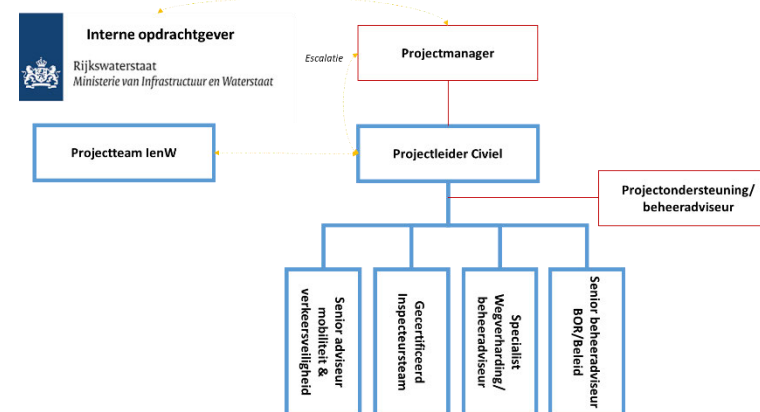 Interne opdrachtgever
Rijkswaterstaat
Ministerie van Infrastructuur en Waterstaat
Escalatie
Projectmanager
Projectteam IenW
Projectleider Civiel
Projectondersteuning/
beheeradviseur
Senior adviseur
mobiliteit &
verkeersveiligheid
Gecertificeerd
Inspecteursteam
Specialist
Wegverharding/
beheeradviseur
Senior beheeradviseur
BOR/Beleid